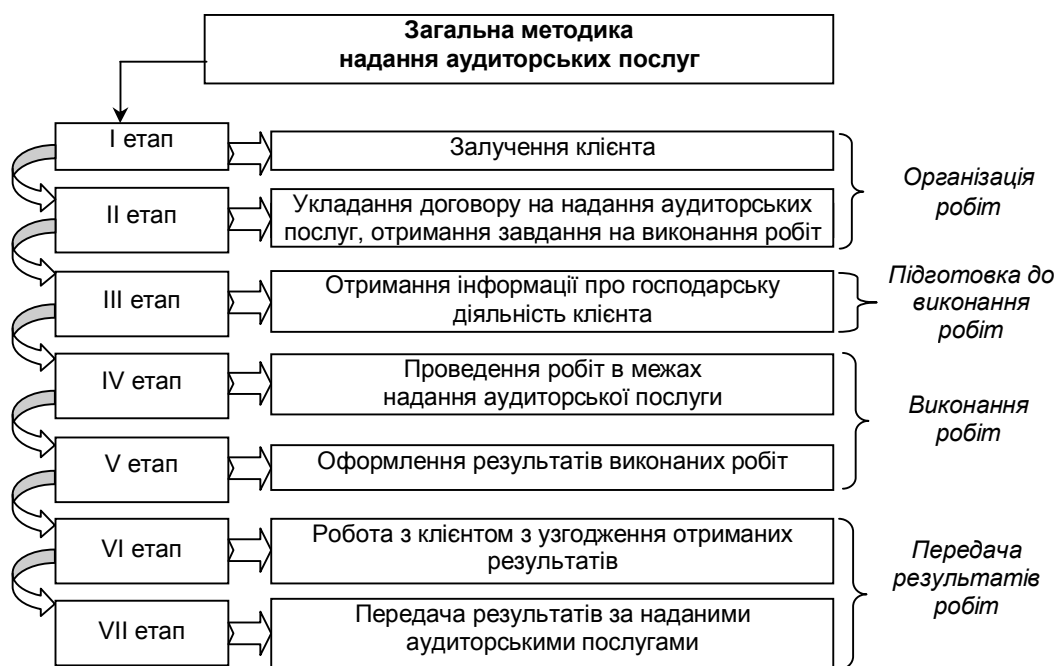 Загальна методика
надання аудиторських послуг
І етап
Залучення клієнта
ІІ етап
Укладання договору на надання аудиторських
послуг, отримання завдання на виконання робіт
Організація
робіт
ІІІ етап
Отримання інформації про господарську
діяльність клієнта
Підготовка до
виконання
робіт
IV етап
Проведення робіт в межах
надання аудиторської послуги
V етап
Оформлення результатів виконаних робіт
Виконання
робіт
VI етап
Робота з клієнтом з узгодження отриманих
результатів
VII етап
Передача результатів за наданими
аудиторськими послугами
Передача
результатів
робіт